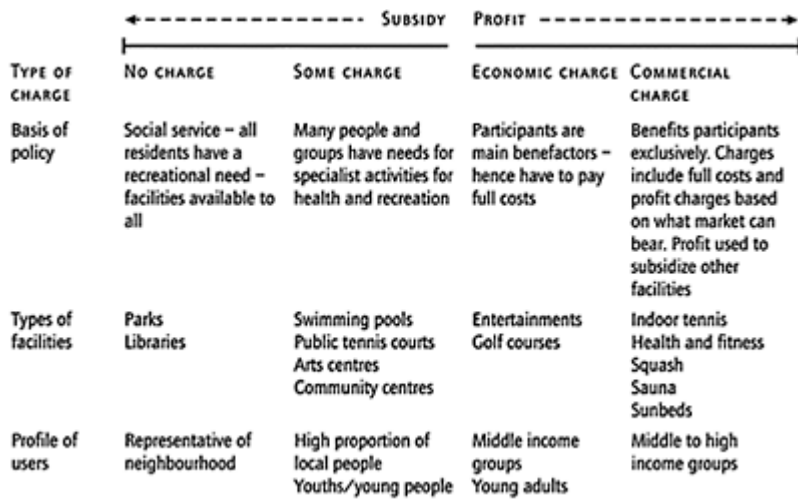 SUBSIDY PROFIT
TYPE OF CHARGE NO CHARGE SOME CHARGE ECONOMIC CHARGE COMMERCIAL CHARGE
Basis of policy
Social service – all
residents have a
recreational need –
facilities available to
all
Many people and
groups have needs for
specialist activities for
health and recreation
Participants are
main benefactors –
hence have to pay
full costs
Benefits participants
exclusively. Charges
include full costs and
profit charges based
on what market can
bear. Profit used to
subsidize other
facilities
Types of
facilities
Parks
Libraries
Swimming pools
Public tennis courts
Arts centres
Community centres
Entertainments
Golf courses
Indoor tennis
Health and fitness
Squash
Sauna
Sunbeds
Profile of
users
Representative of
neighbourhood
High proportion of
local people
Youths/young people
Middle income
groups
Young adults
Middle to high
income groups